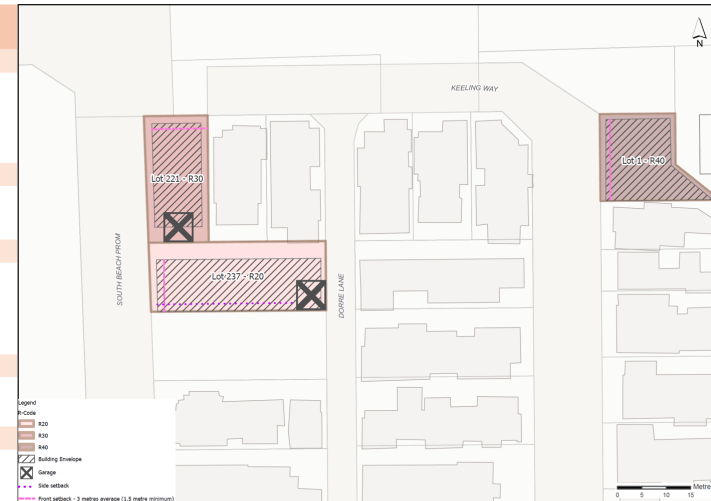 N
KEELING WAY
Lot 221 - R30
Lot 1 - R40
SOUTH BEACH PROM
Lot 237 - R20
DORRE LANE
Legend
R-Code
R20
R30
R40
Building Envelope
Garage
Side setback
Front setback - 3 metres average (1.5 metre minimum)
Metre
0 5 10 15